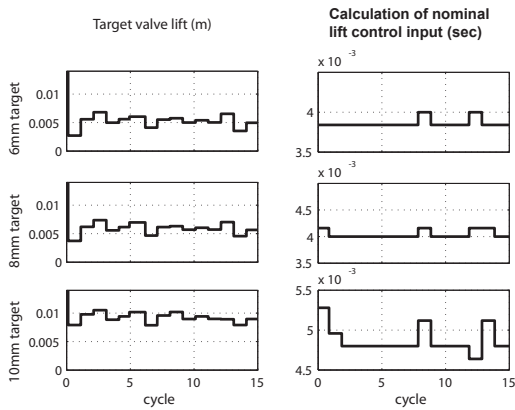 Target valve lift (m)
Calculation of nominal
lift control input (sec)
6mm target
0.01
0.005
0
x 10 -3
4
3.5
8mm target
0.01
0.005
0
x 10 -3
4.5
4
3.5
10mm target
0.01
0.005
0
0 5 10 15
cycle
x 10 -3
5.5
5
4.5
0 5 10 15
cycle